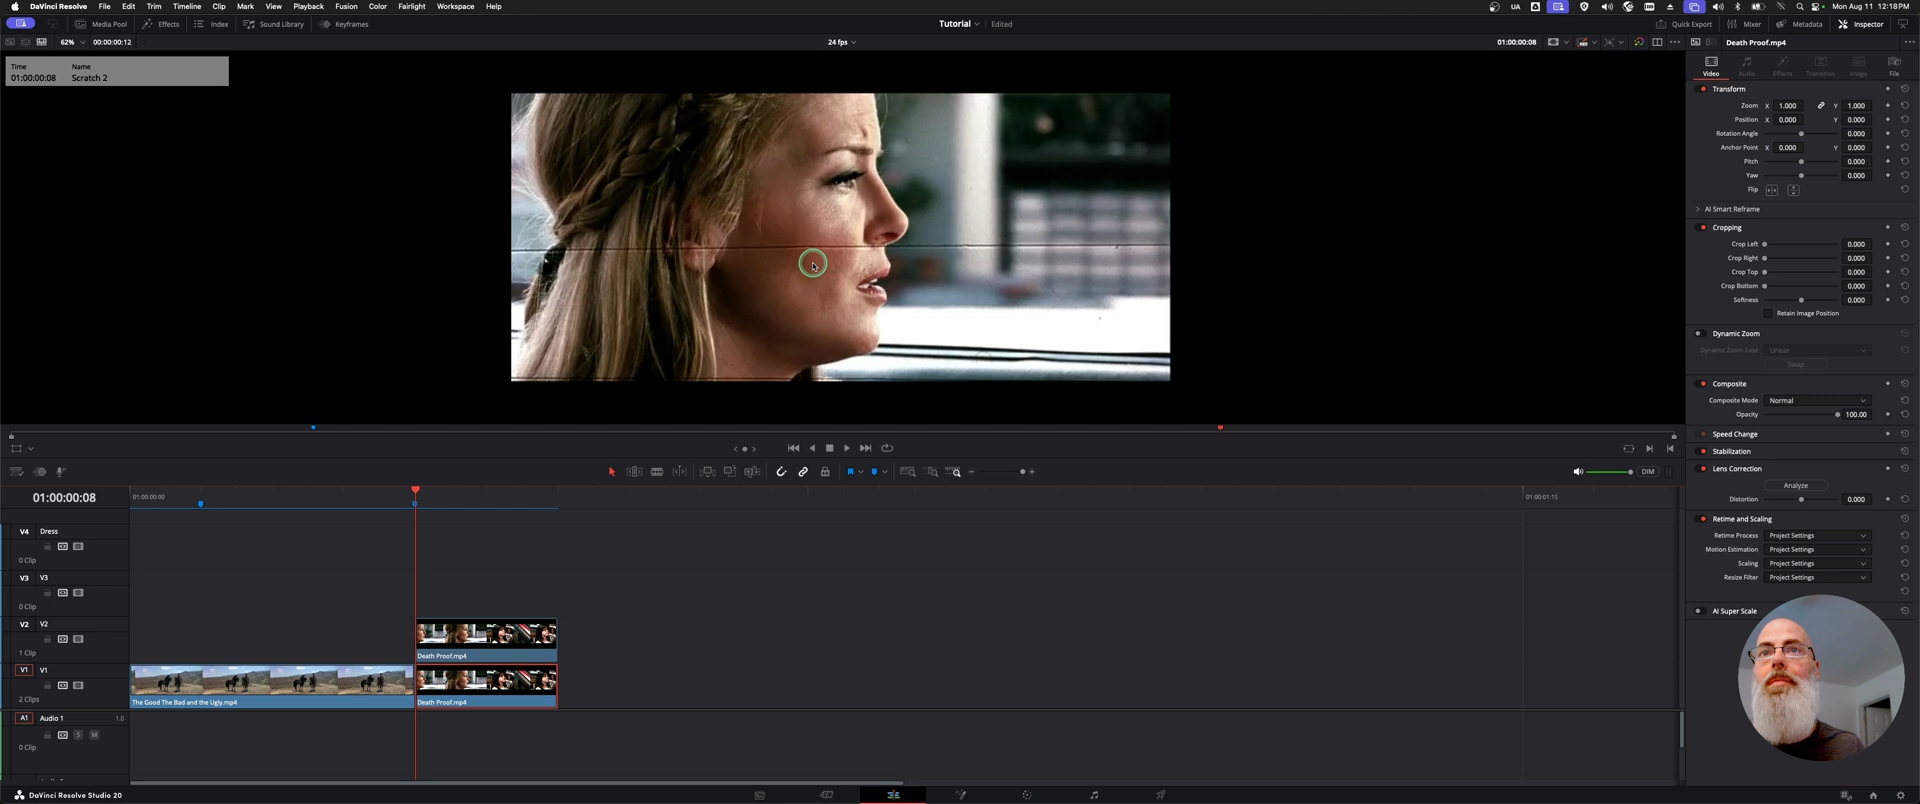 DaVinci Resolve File Edit Trim Timeline Clip Mark View Playback Fusion Color Fairlight Workspace Help
UA Mon Aug 11 12:18 PM
Media Pool Effects Index Sound Library Keyframes Tutorial Edited Quick Export Mixer Metadata Inspector
62% 00:00:00:12 24 fps 01:00:00:08 Death Proof.mp4
Time Name
01:00:00:08 Scratch 2
Video Audio Effects Transition Image File
Transform
Zoom X 1.000 Y 1.000
Position X 0.000 Y 0.000
Rotation Angle 0.000
Anchor Point X 0.000 Y 0.000
Pitch 0.000
Yaw 0.000
Flip
AI Smart Reframe
Cropping
Crop Left 0.000
Crop Right 0.000
Crop Top 0.000
Crop Bottom 0.000
Softness 0.000
Retain Image Position
Dynamic Zoom
Dynamic Zoom Ease Linear
Swap
Composite
Composite Mode Normal
Opacity 100.00
Speed Change
Stabilization
Lens Correction
Analyze
Distortion 0.000
Retime and Scaling
Retime Process Project Settings
Motion Estimation Project Settings
Scaling Project Settings
Resize Filter Project Settings
AI Super Scale
DIM
01:00:00:08 01:00:00:00 01:00:01:15
V4 Dress
0 Clip
V3 V3
0 Clip
V2 V2
1 Clip
Death Proof.mp4
V1 V1
2 Clips
The Good The Bad and the Ugly.mp4 Death Proof.mp4
A1 Audio 1 1.0
S M
0 Clip
DaVinci Resolve Studio 20